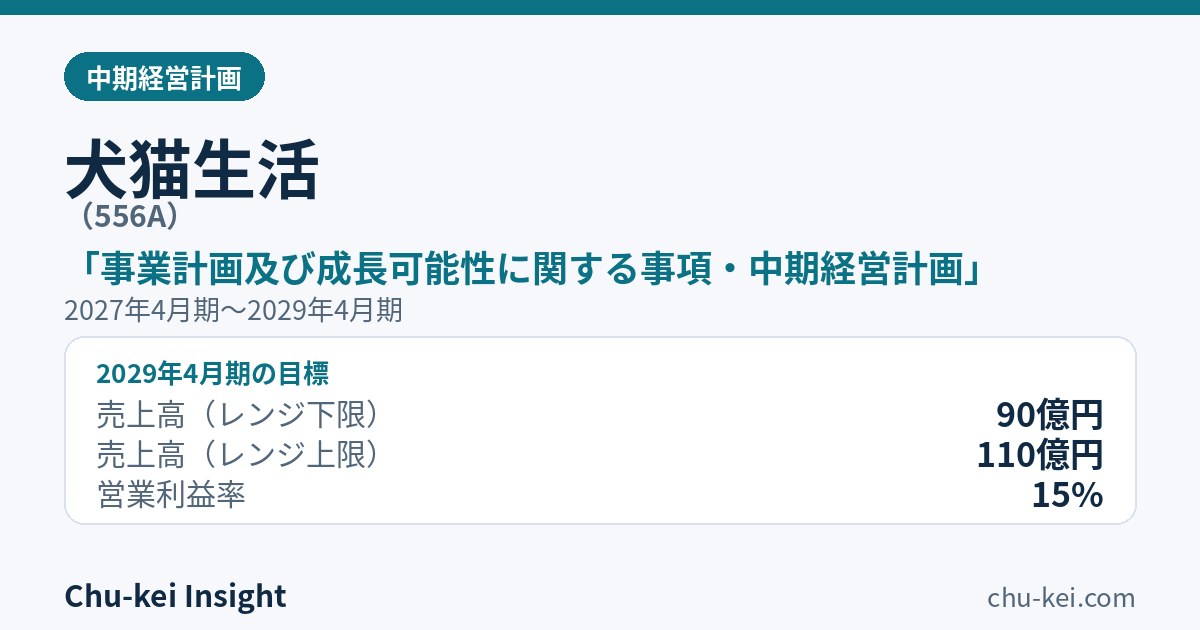 中期経営計画
犬猫生活
（556A）
「事業計画及び成長可能性に関する事項・中期経営計画」
2027年4月期〜2029年4月期
2029年4月期の目標
売上高（レンジ下限） 90億円
売上高（レンジ上限） 110億円
営業利益率 15%
Chu-kei Insight chu-kei.com